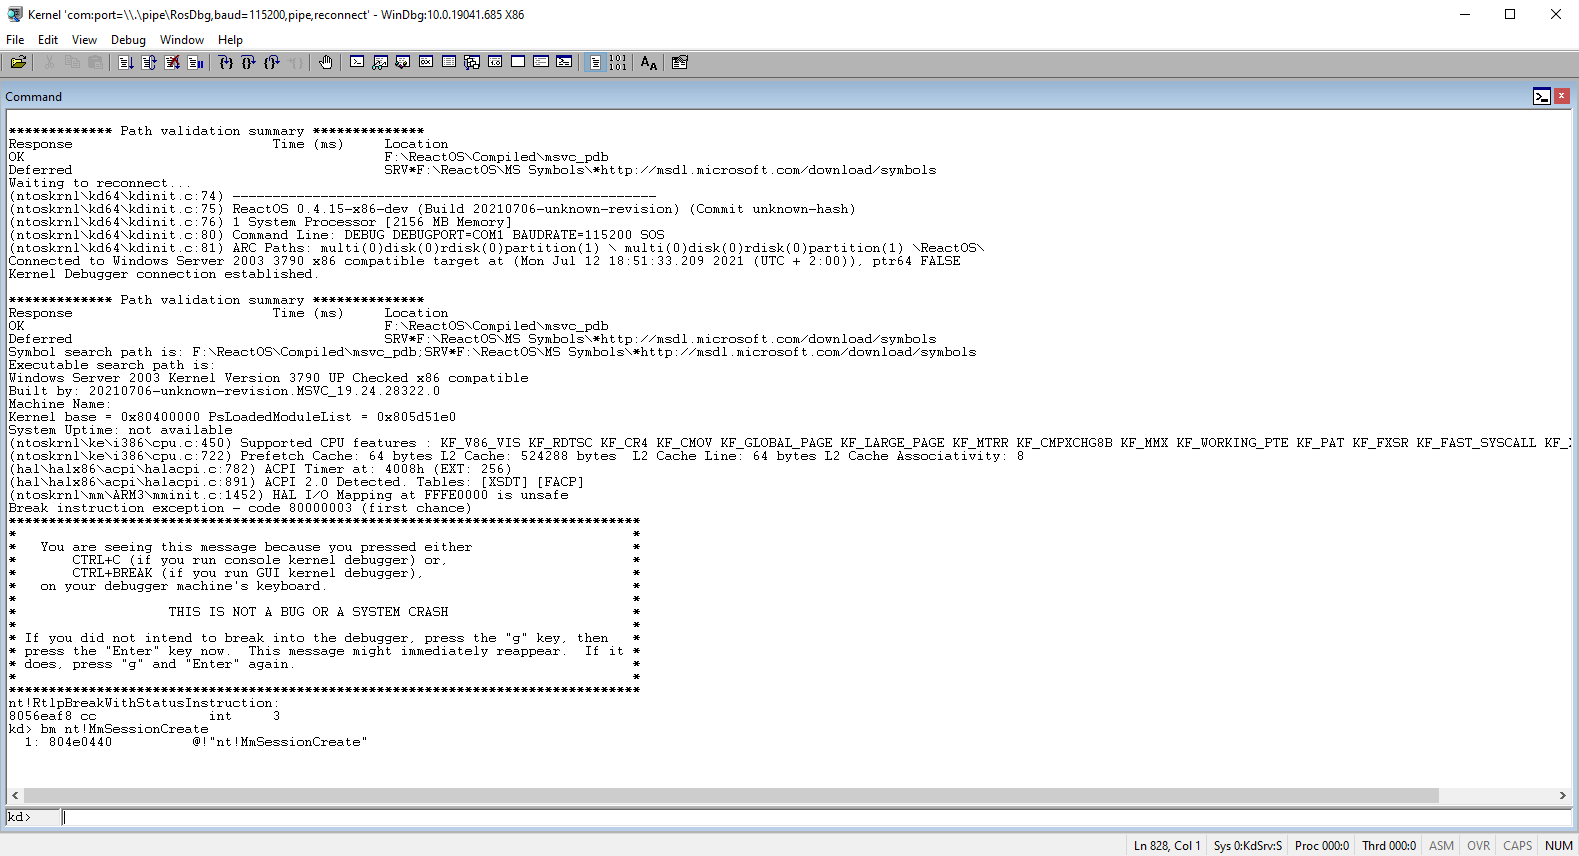 Kernel 'com:port=\\.\pipe\RosDbg,baud=115200,pipe,reconnect' - WinDbg:10.0.19041.685 X86
File Edit View Debug Window Help
Command
************* Path validation summary **************
Response                         Time (ms)     Location
OK                                             F:\ReactOS\Compiled\msvc_pdb
Deferred                                       SRV*F:\ReactOS\MS Symbols\*http://msdl.microsoft.com/download/symbols
Waiting to reconnect...
(ntoskrnl\kd64\kdinit.c:74) -----------------------------------------------------
(ntoskrnl\kd64\kdinit.c:75) ReactOS 0.4.15-x86-dev (Build 20210706-unknown-revision) (Commit unknown-hash)
(ntoskrnl\kd64\kdinit.c:76) 1 System Processor [2156 MB Memory]
(ntoskrnl\kd64\kdinit.c:80) Command Line: DEBUG DEBUGPORT=COM1 BAUDRATE=115200 SOS
(ntoskrnl\kd64\kdinit.c:81) ARC Paths: multi(0)disk(0)rdisk(0)partition(1) \ multi(0)disk(0)rdisk(0)partition(1) \ReactOS\
Connected to Windows Server 2003 3790 x86 compatible target at (Mon Jul 12 18:51:33.209 2021 (UTC + 2:00)), ptr64 FALSE
Kernel Debugger connection established.
************* Path validation summary **************
Response                         Time (ms)     Location
OK                                             F:\ReactOS\Compiled\msvc_pdb
Deferred                                       SRV*F:\ReactOS\MS Symbols\*http://msdl.microsoft.com/download/symbols
Symbol search path is: F:\ReactOS\Compiled\msvc_pdb;SRV*F:\ReactOS\MS Symbols\*http://msdl.microsoft.com/download/symbols
Executable search path is:
Windows Server 2003 Kernel Version 3790 UP Checked x86 compatible
Built by: 20210706-unknown-revision.MSVC_19.24.28322.0
Machine Name:
Kernel base = 0x80400000 PsLoadedModuleList = 0x805d51e0
System Uptime: not available
(ntoskrnl\ke\i386\cpu.c:450) Supported CPU features : KF_V86_VIS KF_RDTSC KF_CR4 KF_CMOV KF_GLOBAL_PAGE KF_LARGE_PAGE KF_MTRR KF_CMPXCHG8B KF_MMX KF_WORKING_PTE KF_PAT KF_FXSR KF_FAST_SYSCALL KF_
(ntoskrnl\ke\i386\cpu.c:722) Prefetch Cache: 64 bytes L2 Cache: 524288 bytes  L2 Cache Line: 64 bytes L2 Cache Associativity: 8
(hal\halx86\acpi\halacpi.c:782) ACPI Timer at: 4008h (EXT: 256)
(hal\halx86\acpi\halacpi.c:891) ACPI 2.0 Detected. Tables: [XSDT] [FACP]
(ntoskrnl\mm\ARM3\mminit.c:1452) HAL I/O Mapping at FFFE0000 is unsafe
Break instruction exception - code 80000003 (first chance)
*******************************************************************************
*                                                                             *
*   You are seeing this message because you pressed either                    *
*       CTRL+C (if you run console kernel debugger) or,                       *
*       CTRL+BREAK (if you run GUI kernel debugger),                          *
*   on your debugger machine's keyboard.                                      *
*                                                                             *
*                   THIS IS NOT A BUG OR A SYSTEM CRASH                       *
*                                                                             *
* If you did not intend to break into the debugger, press the "g" key, then   *
* press the "Enter" key now.  This message might immediately reappear.  If it *
* does, press "g" and "Enter" again.                                          *
*                                                                             *
*******************************************************************************
nt!RtlpBreakWithStatusInstruction:
8056eaf8 cc              int     3
kd> bm nt!MmSessionCreate
  1: 804e0440          @!"nt!MmSessionCreate"
kd>
Ln 828, Col 1 Sys 0:KdSrv:S Proc 000:0 Thrd 000:0 ASM OVR CAPS NUM